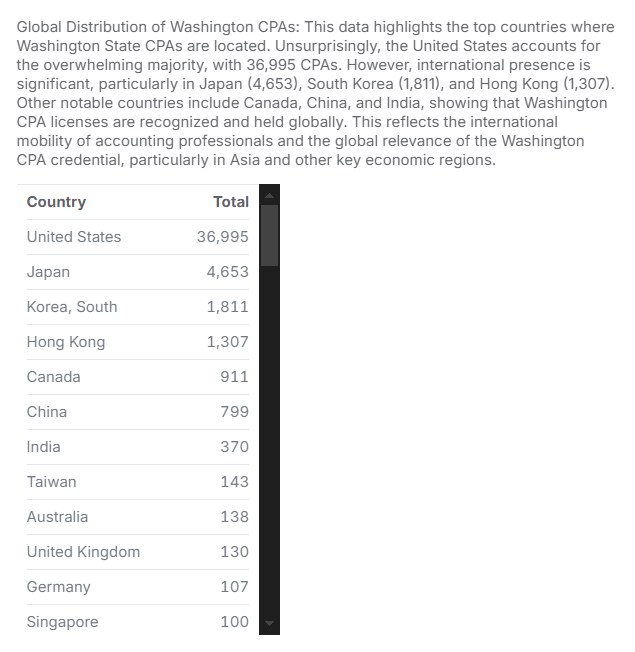 Global Distribution of Washington CPAs: This data highlights the top countries where
Washington State CPAs are located. Unsurprisingly, the United States accounts for
the overwhelming majority, with 36,995 CPAs. However, international presence is
significant, particularly in Japan (4,653), South Korea (1,811), and Hong Kong (1,307).
Other notable countries include Canada, China, and India, showing that Washington
CPA licenses are recognized and held globally. This reflects the international
mobility of accounting professionals and the global relevance of the Washington
CPA credential, particularly in Asia and other key economic regions.
Country Total
United States 36,995
Japan 4,653
Korea, South 1,811
Hong Kong 1,307
Canada 911
China 799
India 370
Taiwan 143
Australia 138
United Kingdom 130
Germany 107
Singapore 100